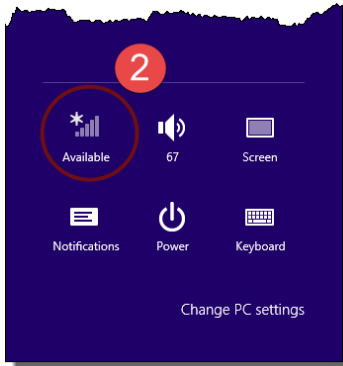 2
Available 67 Screen
Notifications Power Keyboard
Change PC settings